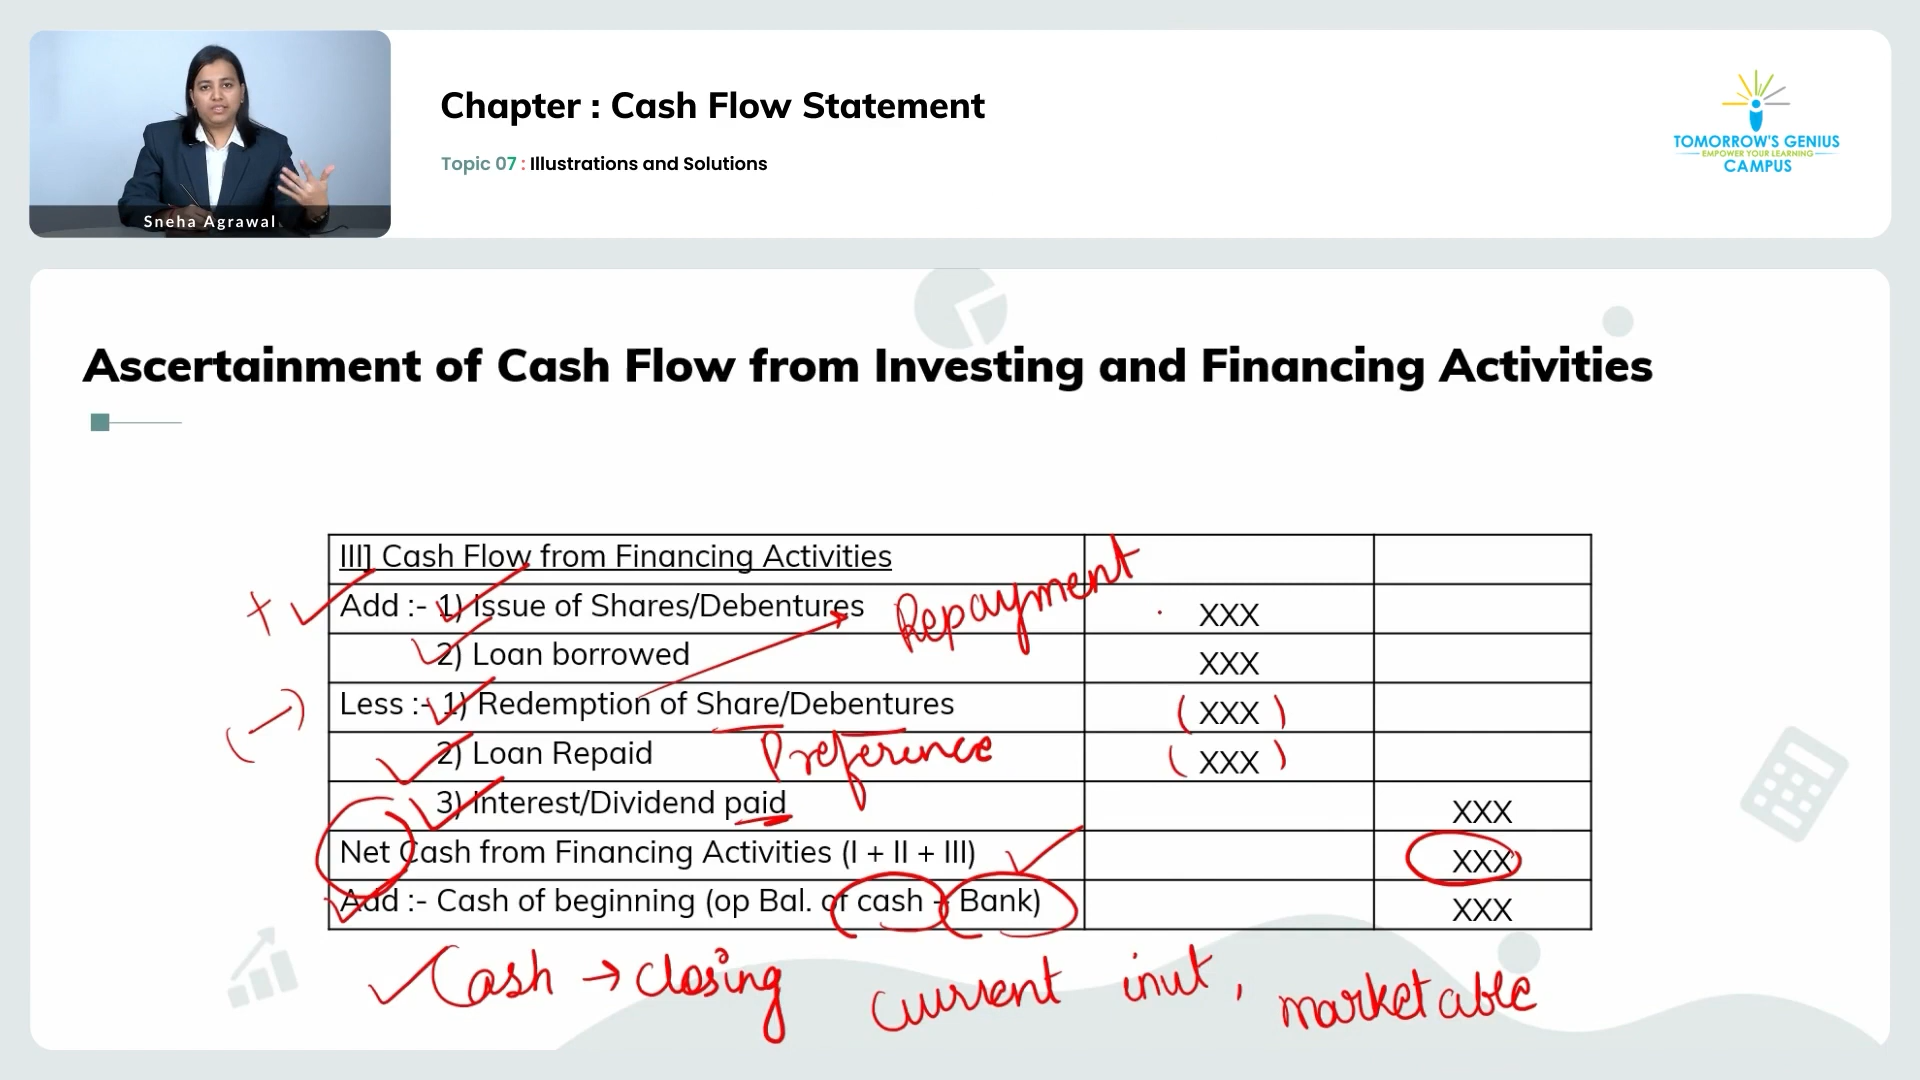 Chapter : Cash Flow Statement
Topic 07 : Illustrations and Solutions
Sneha Agrawal
TOMORROW'S GENIUS
EMPOWER YOUR LEARNING
CAMPUS
Ascertainment of Cash Flow from Investing and Financing Activities
III] Cash Flow from Financing Activities
+ Add :- 1) Issue of Shares/Debentures Repayment XXX
2) Loan borrowed XXX
(-) Less :- 1) Redemption of Share/Debentures (XXX)
2) Loan Repaid Preference (XXX)
3) Interest/Dividend paid XXX
Net Cash from Financing Activities (I + II + III) XXX
Add :- Cash of beginning (op Bal. of cash + Bank) XXX
Cash → closing current invt, marketable